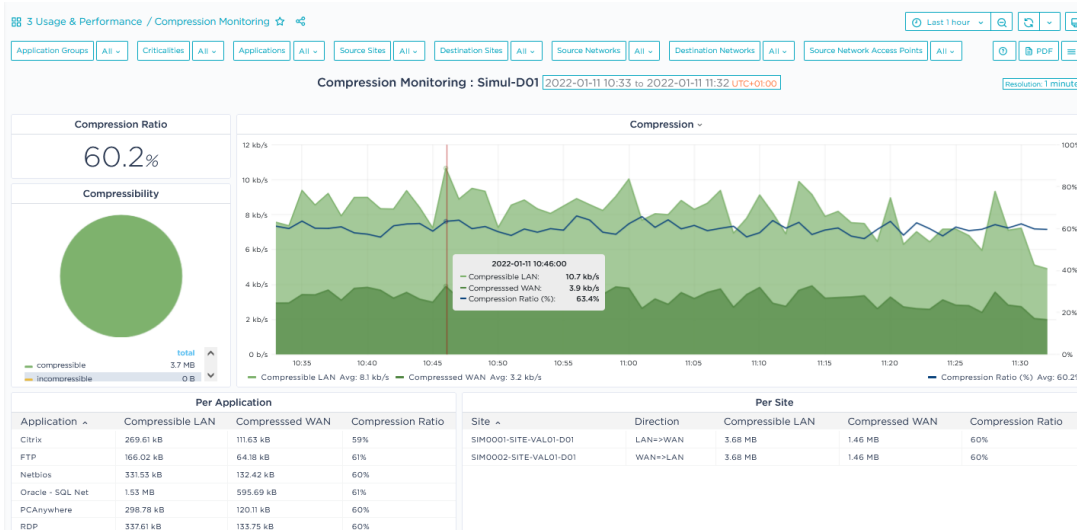 3 Usage & Performance / Compression Monitoring
Last 1 hour
Application Groups All Criticalities All Applications All Source Sites All Destination Sites All Source Networks All Destination Networks All Source Network Access Points All PDF
Compression Monitoring : Simul-D01 2022-01-11 10:33 to 2022-01-11 11:32 UTC+01:00
Resolution: 1 minute
Compression Ratio
60.2%
Compressibility
total
compressible 3.7 MB
incompressible 0 B
Compression
12 kb/s
10 kb/s
8 kb/s
6 kb/s
4 kb/s
2 kb/s
0 b/s
100%
80%
60%
40%
20%
0%
2022-01-11 10:46:00
Compressible LAN: 10.7 kb/s
Compresssed WAN: 3.9 kb/s
Compression Ratio (%): 63.4%
10:35 10:40 10:45 10:50 10:55 11:00 11:05 11:10 11:15 11:20 11:25 11:30
Compressible LAN Avg: 8.1 kb/s Compresssed WAN Avg: 3.2 kb/s Compression Ratio (%) Avg: 60.2%
Per Application
Application Compressible LAN Compresssed WAN Compression Ratio
Citrix 269.61 kB 111.63 kB 59%
FTP 166.02 kB 64.18 kB 61%
Netbios 331.53 kB 132.42 kB 60%
Oracle - SQL Net 1.53 MB 595.69 kB 61%
PCAnywhere 298.78 kB 120.11 kB 60%
RDP 337.61 kB 133.75 kB 60%
Per Site
Site Direction Compressible LAN Compressed WAN Compression Ratio
SIM0001-SITE-VAL01-D01 LAN=>WAN 3.68 MB 1.46 MB 60%
SIM0002-SITE-VAL01-D01 WAN=>LAN 3.68 MB 1.46 MB 60%